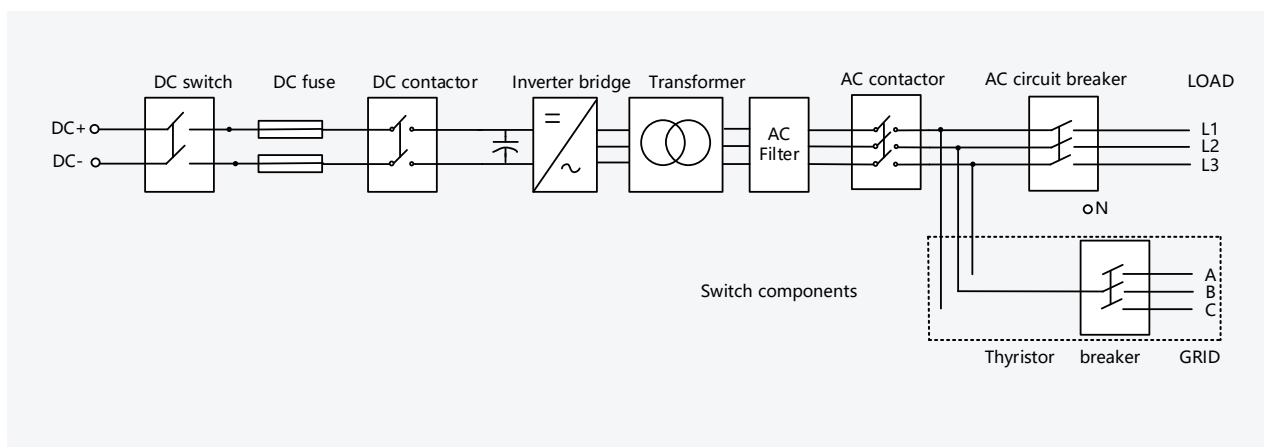 DC switch DC fuse DC contactor Inverter bridge Transformer AC contactor AC circuit breaker LOAD
DC+
DC-
AC
Filter
L1
L2
L3
N
Switch components
A
B
C
Thyristor breaker GRID